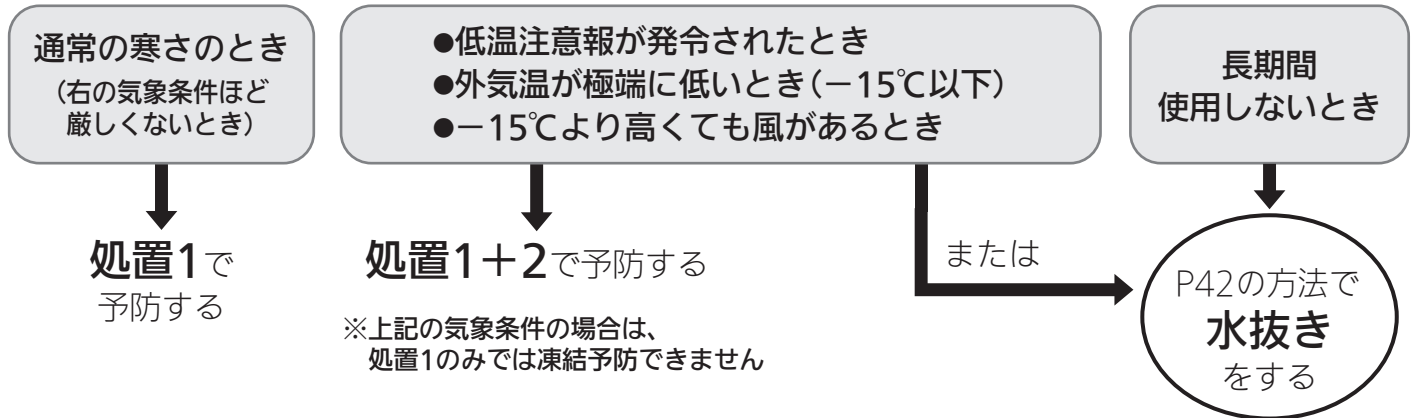 通常の寒さのとき
（右の気象条件ほど
厳しくないとき）
●低温注意報が発令されたとき
●外気温が極端に低いとき（－15℃以下）
●－15℃より高くても風があるとき
長期間
使用しないとき
処置1で
予防する
処置1＋2で予防する
※上記の気象条件の場合は、
処置1のみでは凍結予防できません
または
P42の方法で
水抜き
をする